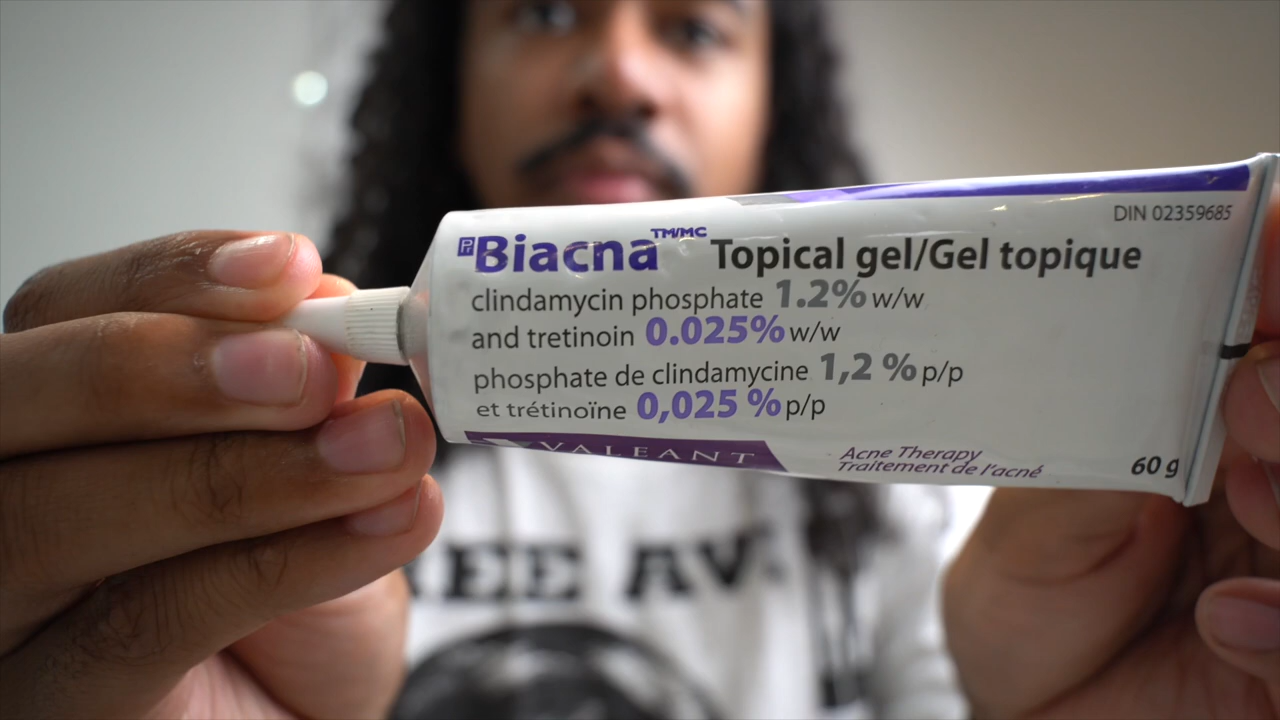 DIN 02359685
Pr Biacna TM/MC Topical gel/Gel topique
clindamycin phosphate 1.2% w/w
and tretinoin 0.025% w/w
phosphate de clindamycine 1,2 % p/p
et trétinoïne 0,025 % p/p
VALEANT
Acne Therapy
Traitement de l'acné
60 g
AV